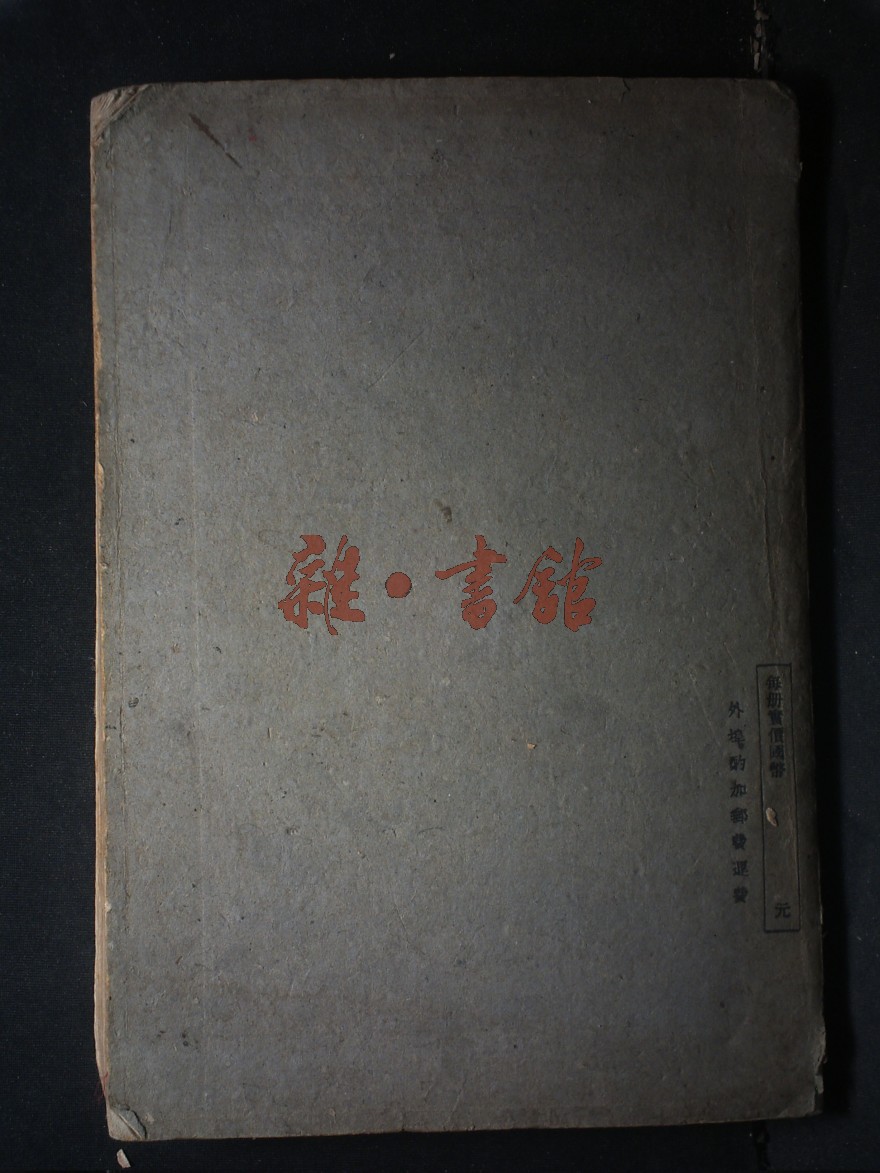 雜·書館
每册實價國幣 元
外埠酌加郵費運費